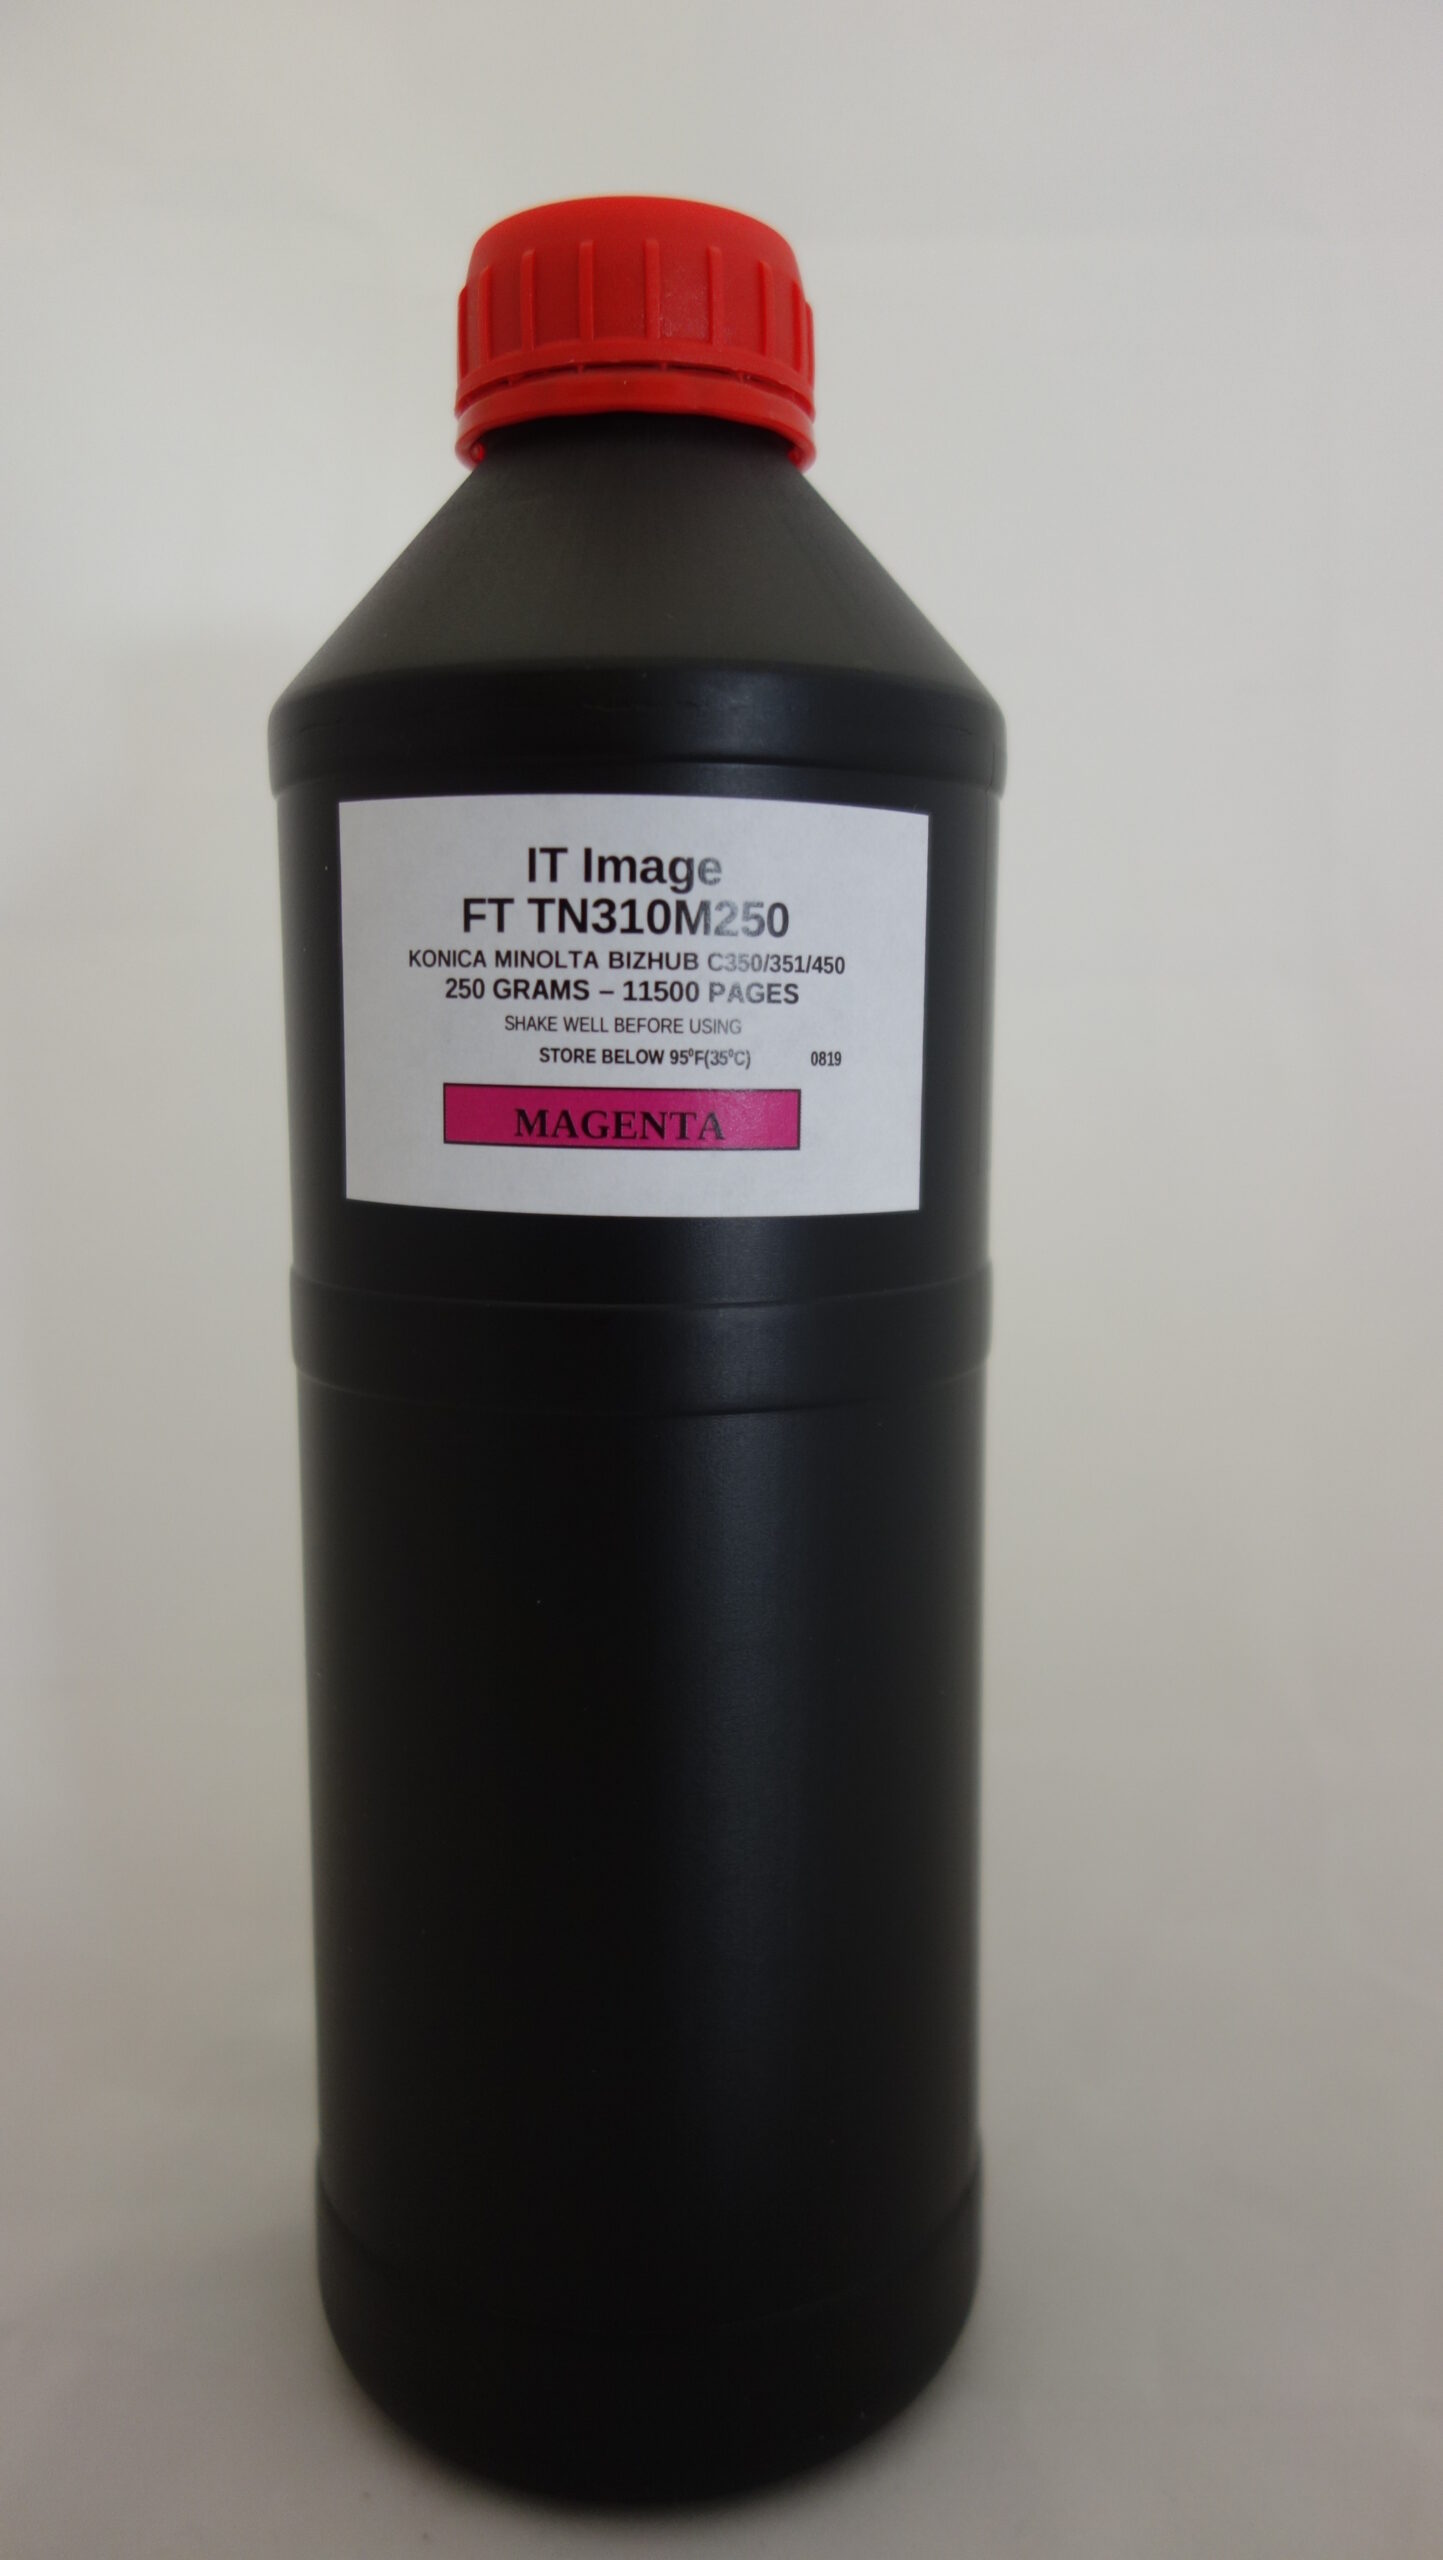 IT Image
FT TN310M250
KONICA MINOLTA BIZHUB C350/351/450
250 GRAMS – 11500 PAGES
SHAKE WELL BEFORE USING
STORE BELOW 95⁰F(35⁰C) 0819
MAGENTA